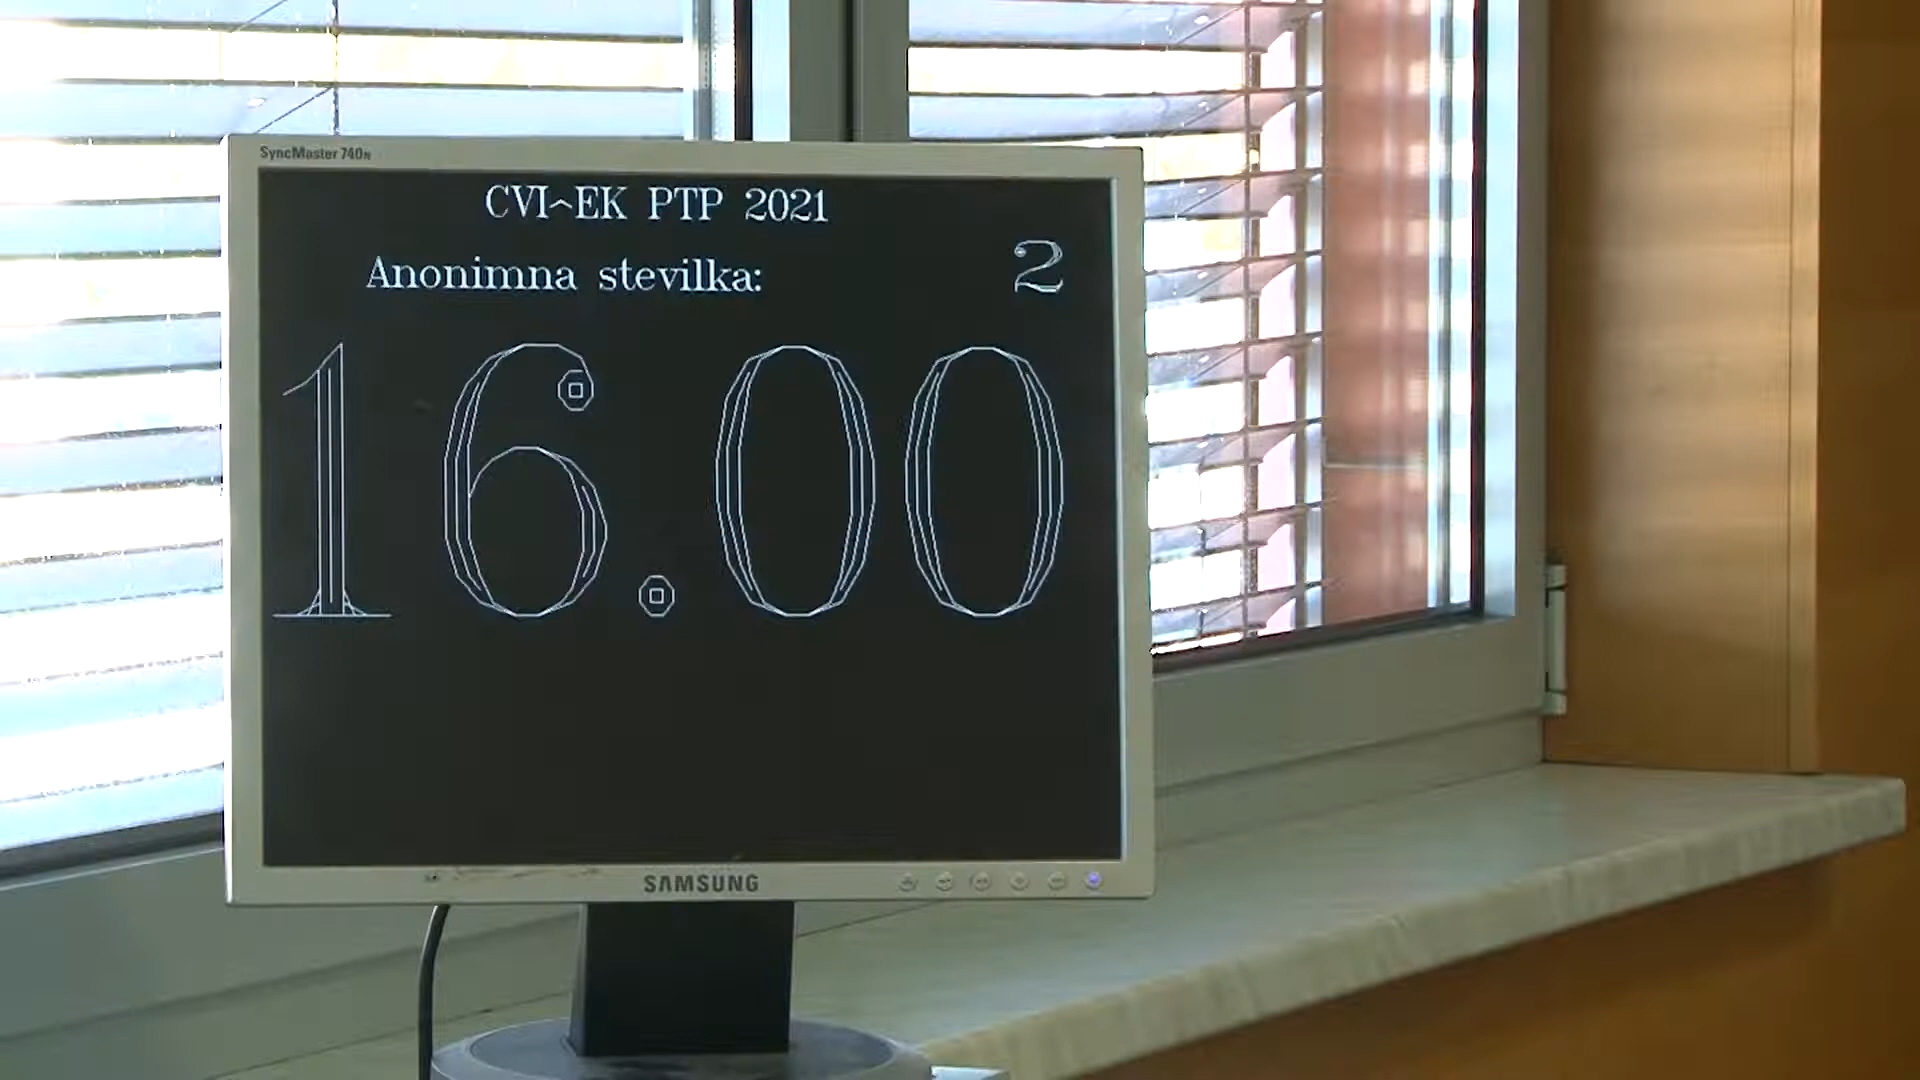 SyncMaster 740N
CVI~EK PTP 2021
Anonimna stevilka: 2
16.00
SAMSUNG